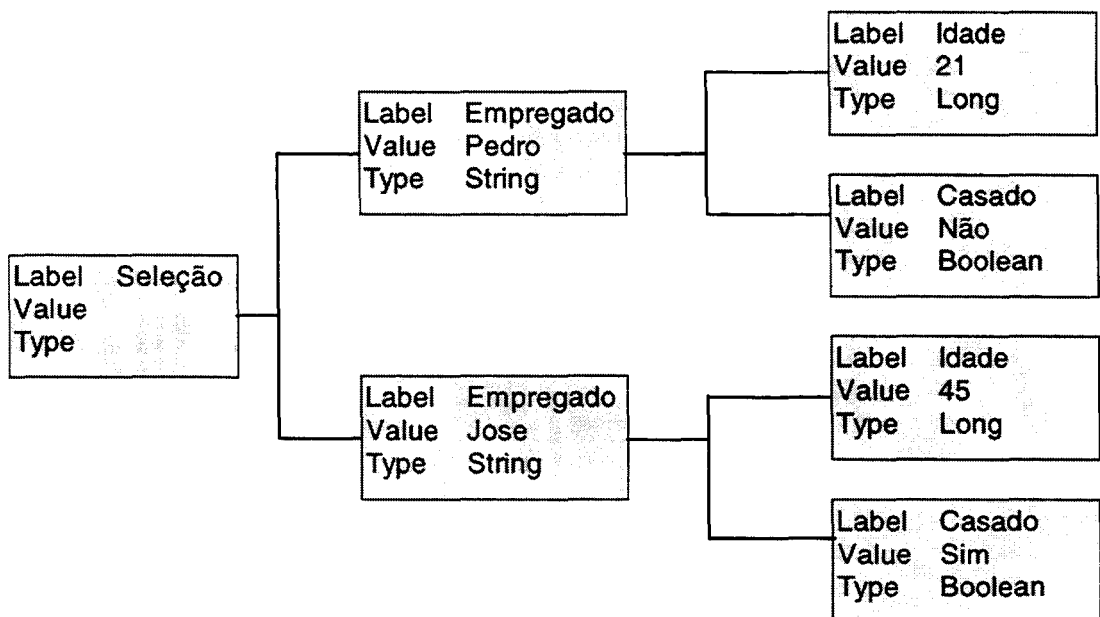 Label Seleção
Value
Type
Label Empregado
Value Pedro
Type String
Label Idade
Value 21
Type Long
Label Casado
Value Não
Type Boolean
Label Empregado
Value Jose
Type String
Label Idade
Value 45
Type Long
Label Casado
Value Sim
Type Boolean